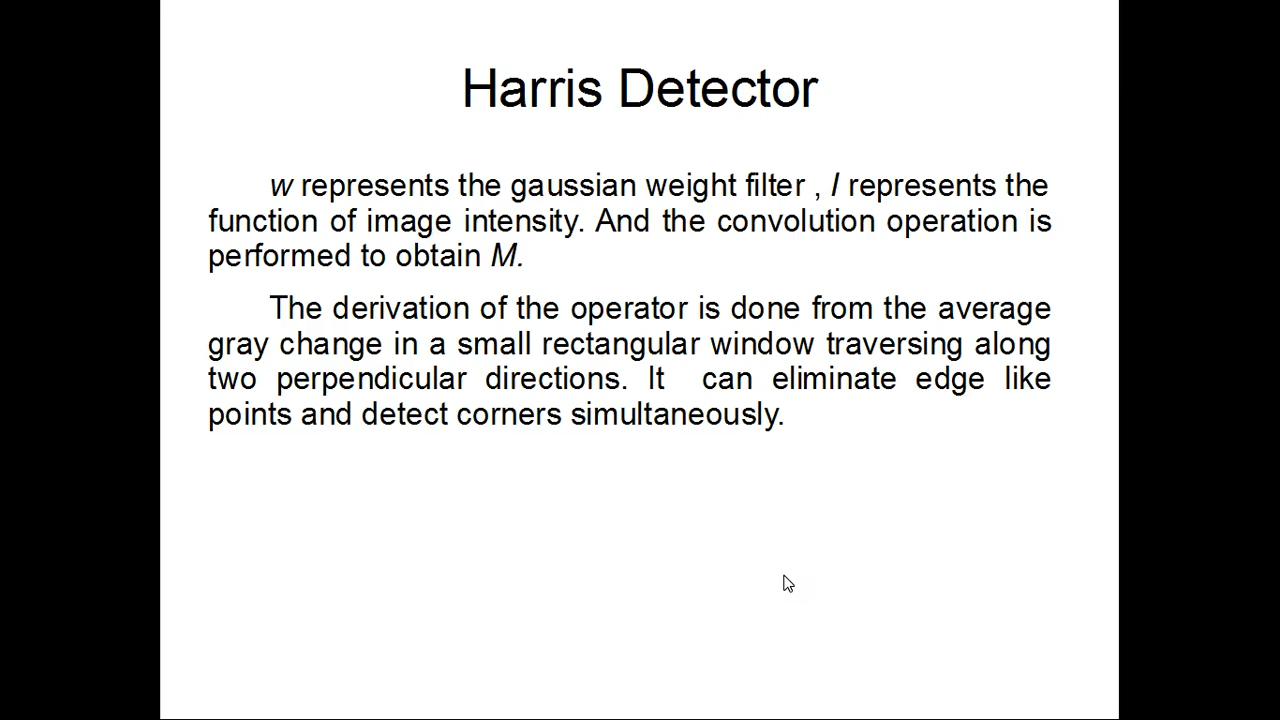 Harris Detector
w represents the gaussian weight filter , I represents the
function of image intensity. And the convolution operation is
performed to obtain M.
The derivation of the operator is done from the average
gray change in a small rectangular window traversing along
two perpendicular directions. It can eliminate edge like
points and detect corners simultaneously.